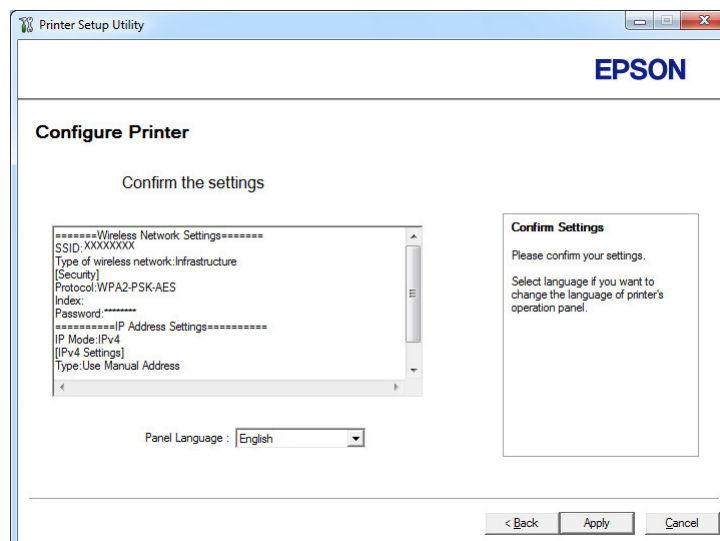 Printer Setup Utility
EPSON
Configure Printer
Confirm the settings
=======Wireless Network Settings=======
SSID:XXXXXXXX
Type of wireless network:Infrastructure
[Security]
Protocol:WPA2-PSK-AES
Index:
Password:********
==========IP Address Settings==========
IP Mode:IPv4
[IPv4 Settings]
Type:Use Manual Address
Confirm Settings
Please confirm your settings.
Select language if you want to
change the language of printer's
operation panel.
Panel Language : English
< Back Apply Cancel